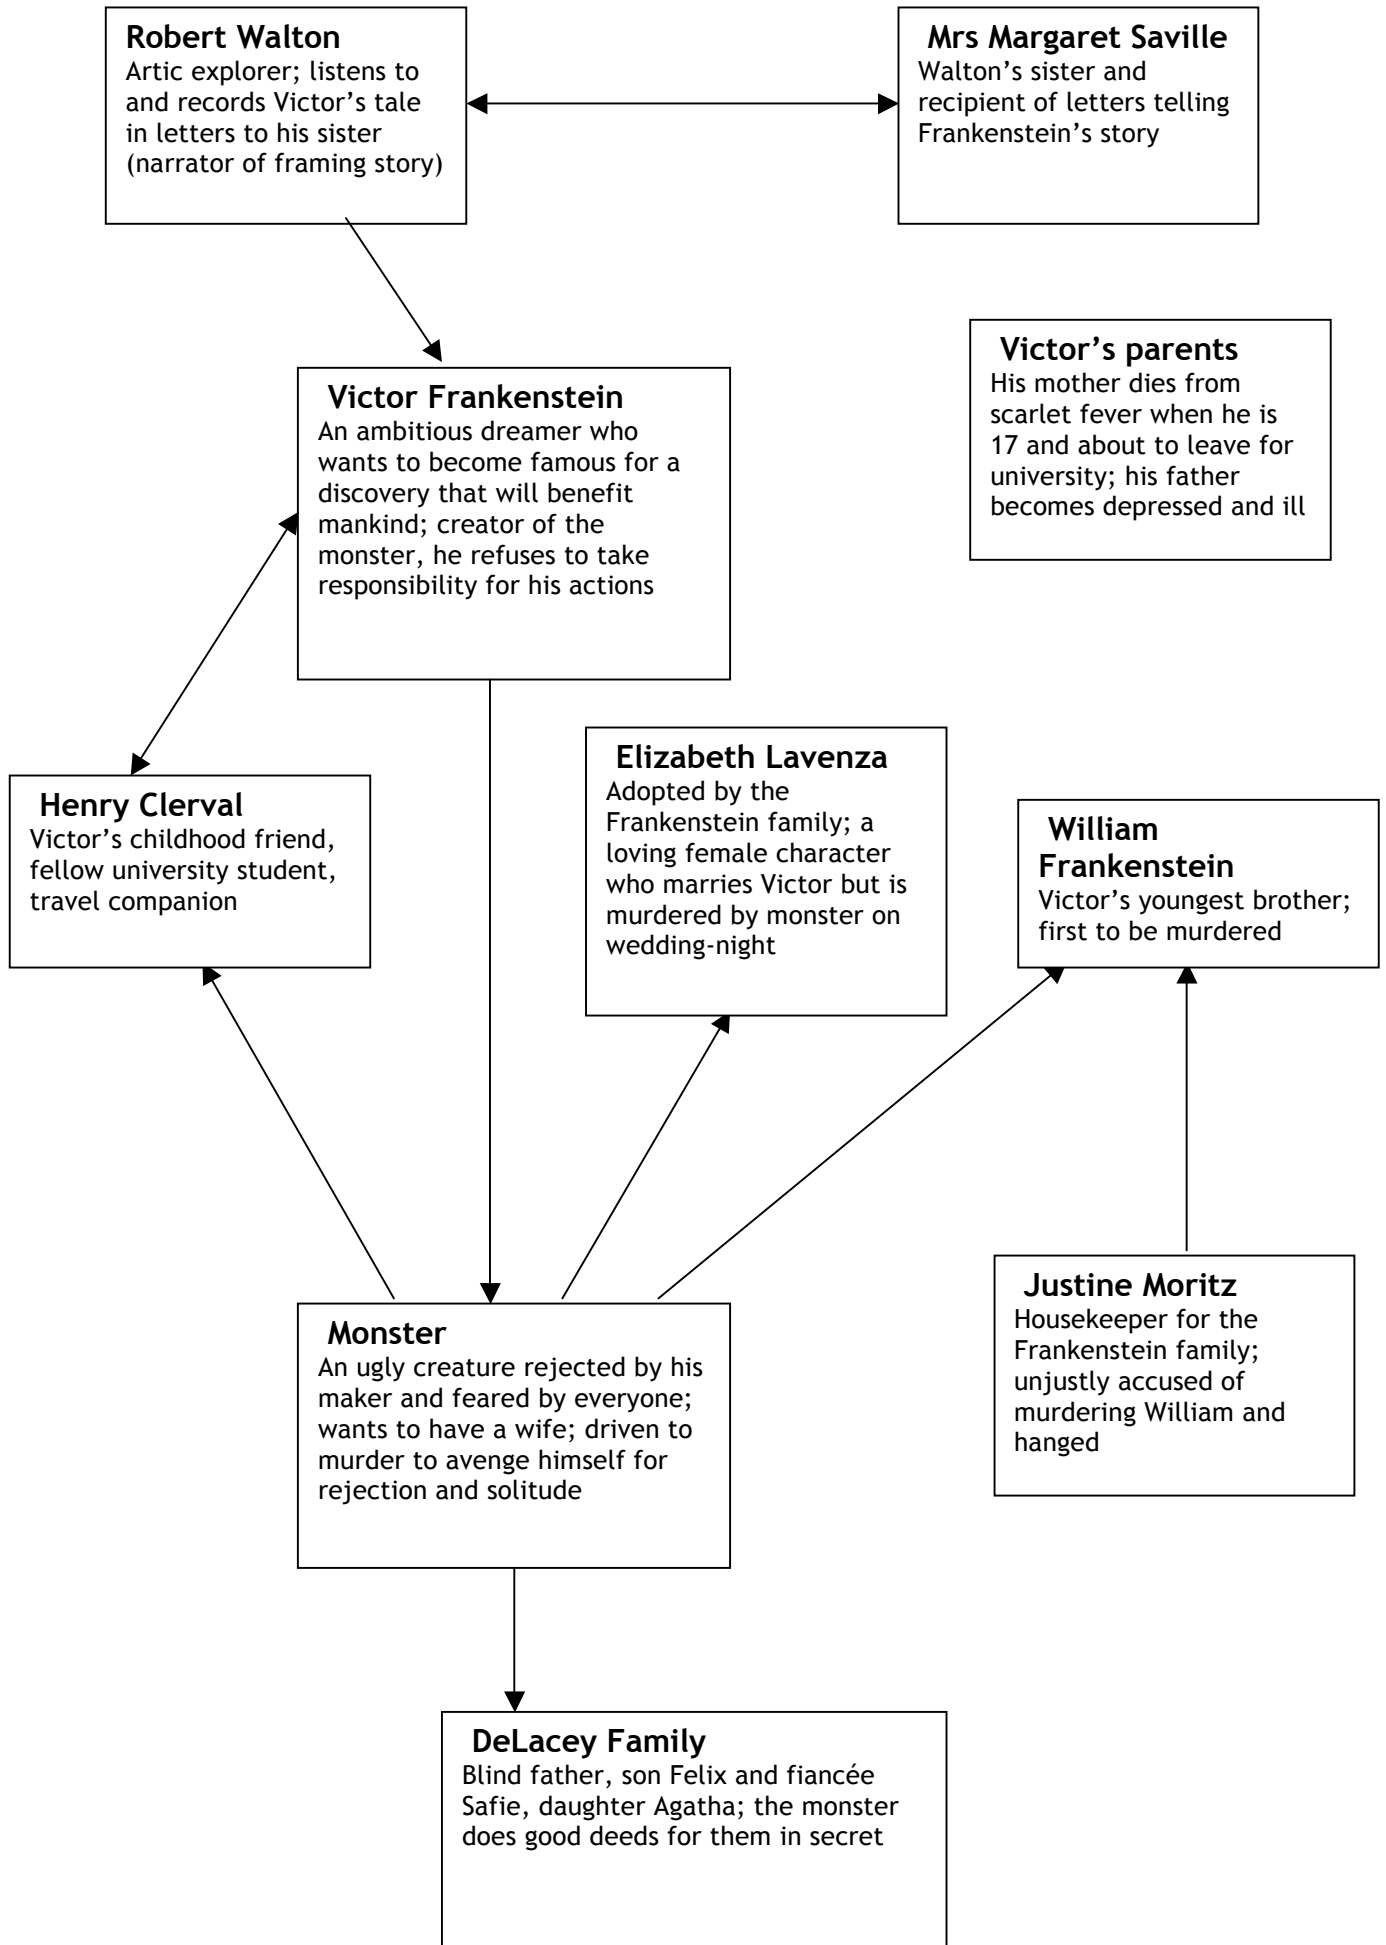 Robert Walton
Artic explorer; listens to
and records Victor’s tale
in letters to his sister
(narrator of framing story)
Mrs Margaret Saville
Walton’s sister and
recipient of letters telling
Frankenstein’s story
Victor’s parents
His mother dies from
scarlet fever when he is
17 and about to leave for
university; his father
becomes depressed and ill
Victor Frankenstein
An ambitious dreamer who
wants to become famous for a
discovery that will benefit
mankind; creator of the
monster, he refuses to take
responsibility for his actions
Henry Clerval
Victor’s childhood friend,
fellow university student,
travel companion
Elizabeth Lavenza
Adopted by the
Frankenstein family; a
loving female character
who marries Victor but is
murdered by monster on
wedding-night
William
Frankenstein
Victor’s youngest brother;
first to be murdered
Monster
An ugly creature rejected by his
maker and feared by everyone;
wants to have a wife; driven to
murder to avenge himself for
rejection and solitude
Justine Moritz
Housekeeper for the
Frankenstein family;
unjustly accused of
murdering William and
hanged
DeLacey Family
Blind father, son Felix and fiancée
Safie, daughter Agatha; the monster
does good deeds for them in secret